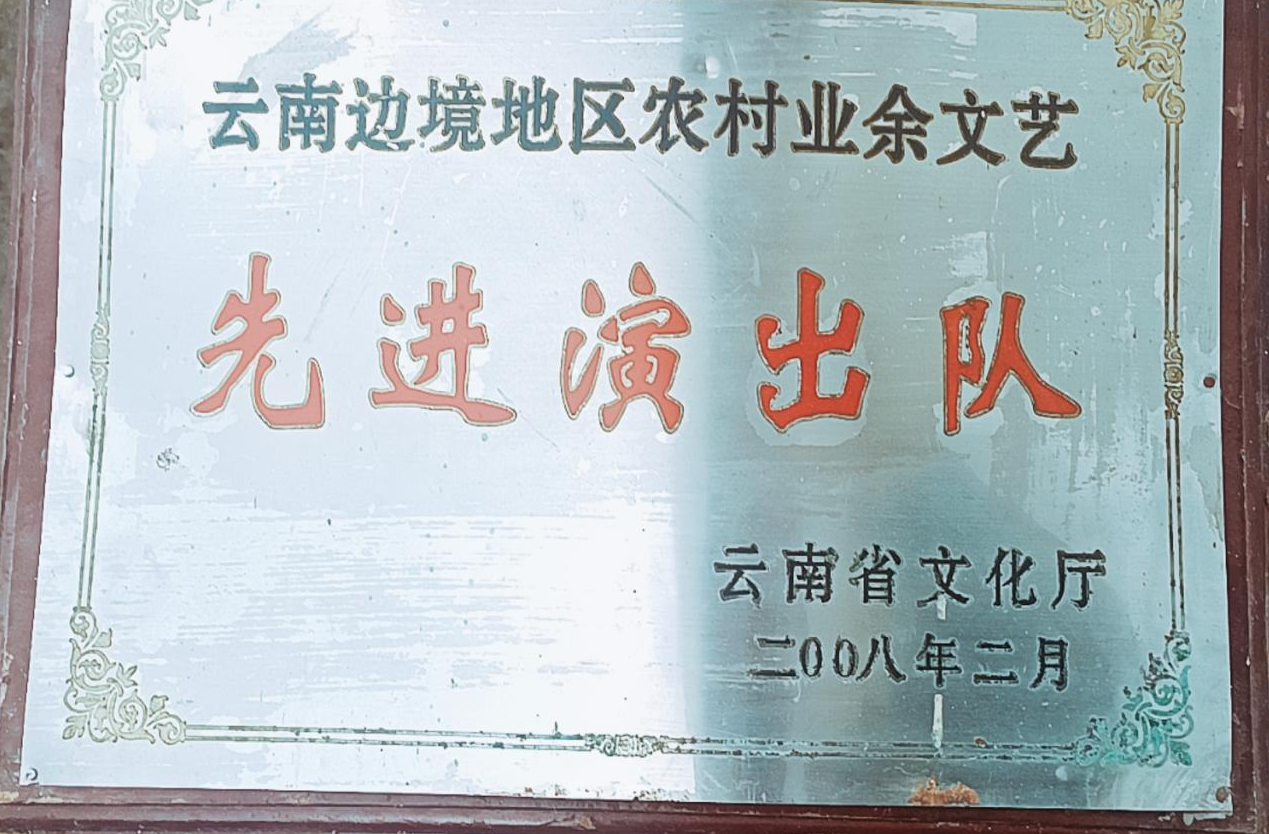 云南边境地区农村业余文艺
先进演出队
云南省文化厅
二00八年二月